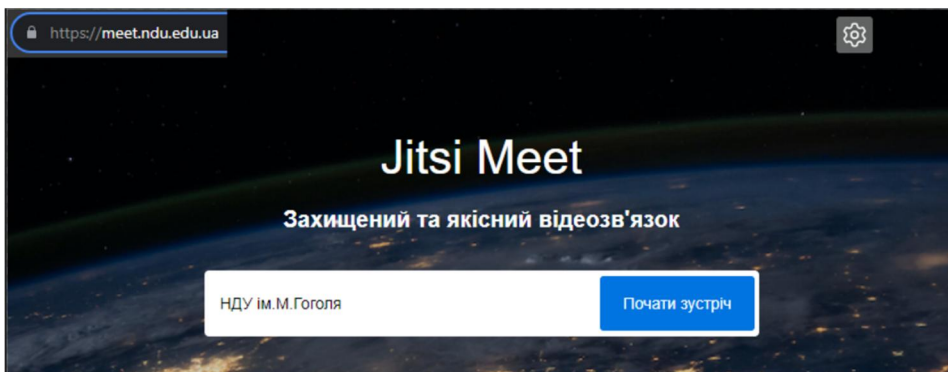 https://meet.ndu.edu.ua
Jitsi Meet
Захищений та якісний відеозв'язок
НДУ ім.М.Гоголя
Почати зустріч